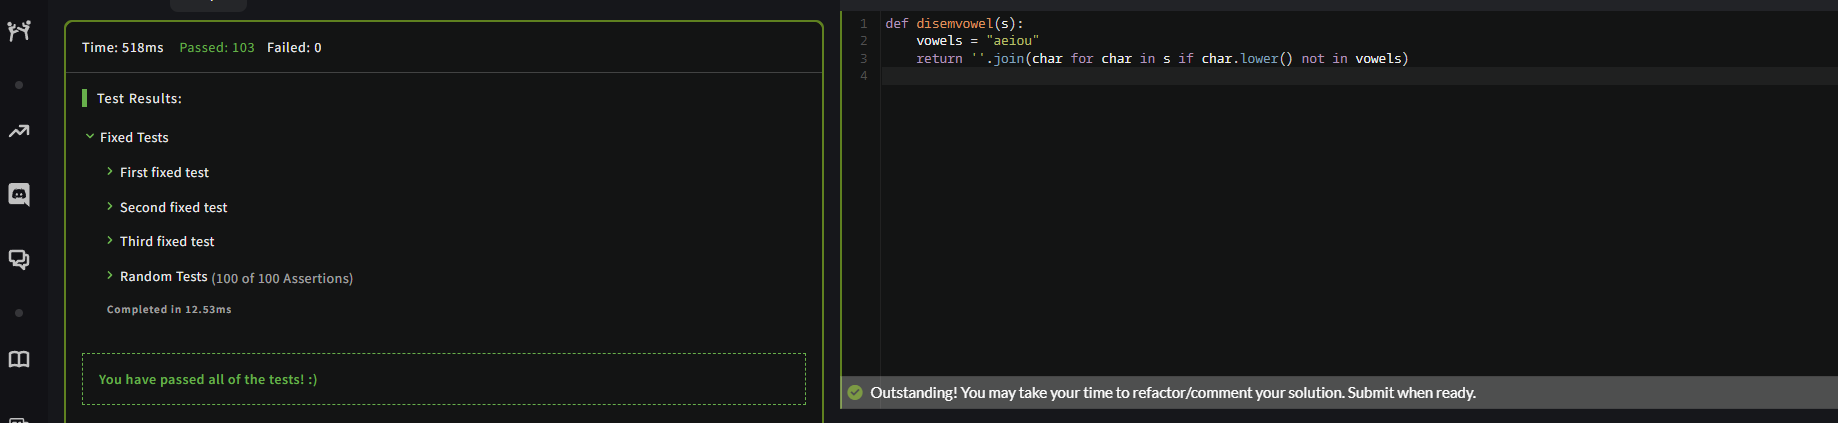 Time: 518ms Passed: 103 Failed: 0
Test Results:
Fixed Tests
First fixed test
Second fixed test
Third fixed test
Random Tests (100 of 100 Assertions)
Completed in 12.53ms
You have passed all of the tests! :)
1 def disemvowel(s):
2     vowels = "aeiou"
3     return ''.join(char for char in s if char.lower() not in vowels)
4
Outstanding! You may take your time to refactor/comment your solution. Submit when ready.